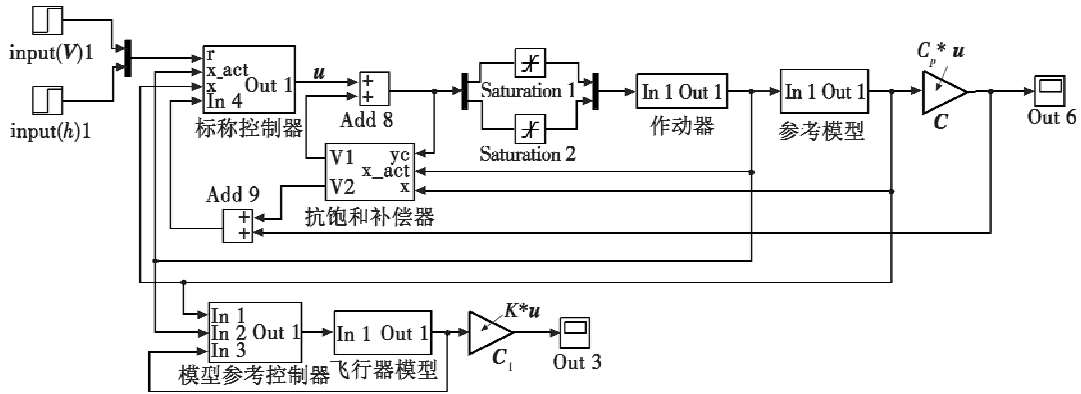 input(V)1
input(h)1
r
x_act
x
In 4
Out 1
标称控制器
u
+
+
Add 8
Saturation 1
Saturation 2
In 1 Out 1
作动器
In 1 Out 1
参考模型
C_p* u
C
Out 6
V1
V2
yc
x_act
x
抗饱和补偿器
Add 9
+
+
In 1
In 2
In 3
Out 1
模型参考控制器
In 1 Out 1
飞行器模型
K*u
C_1
Out 3